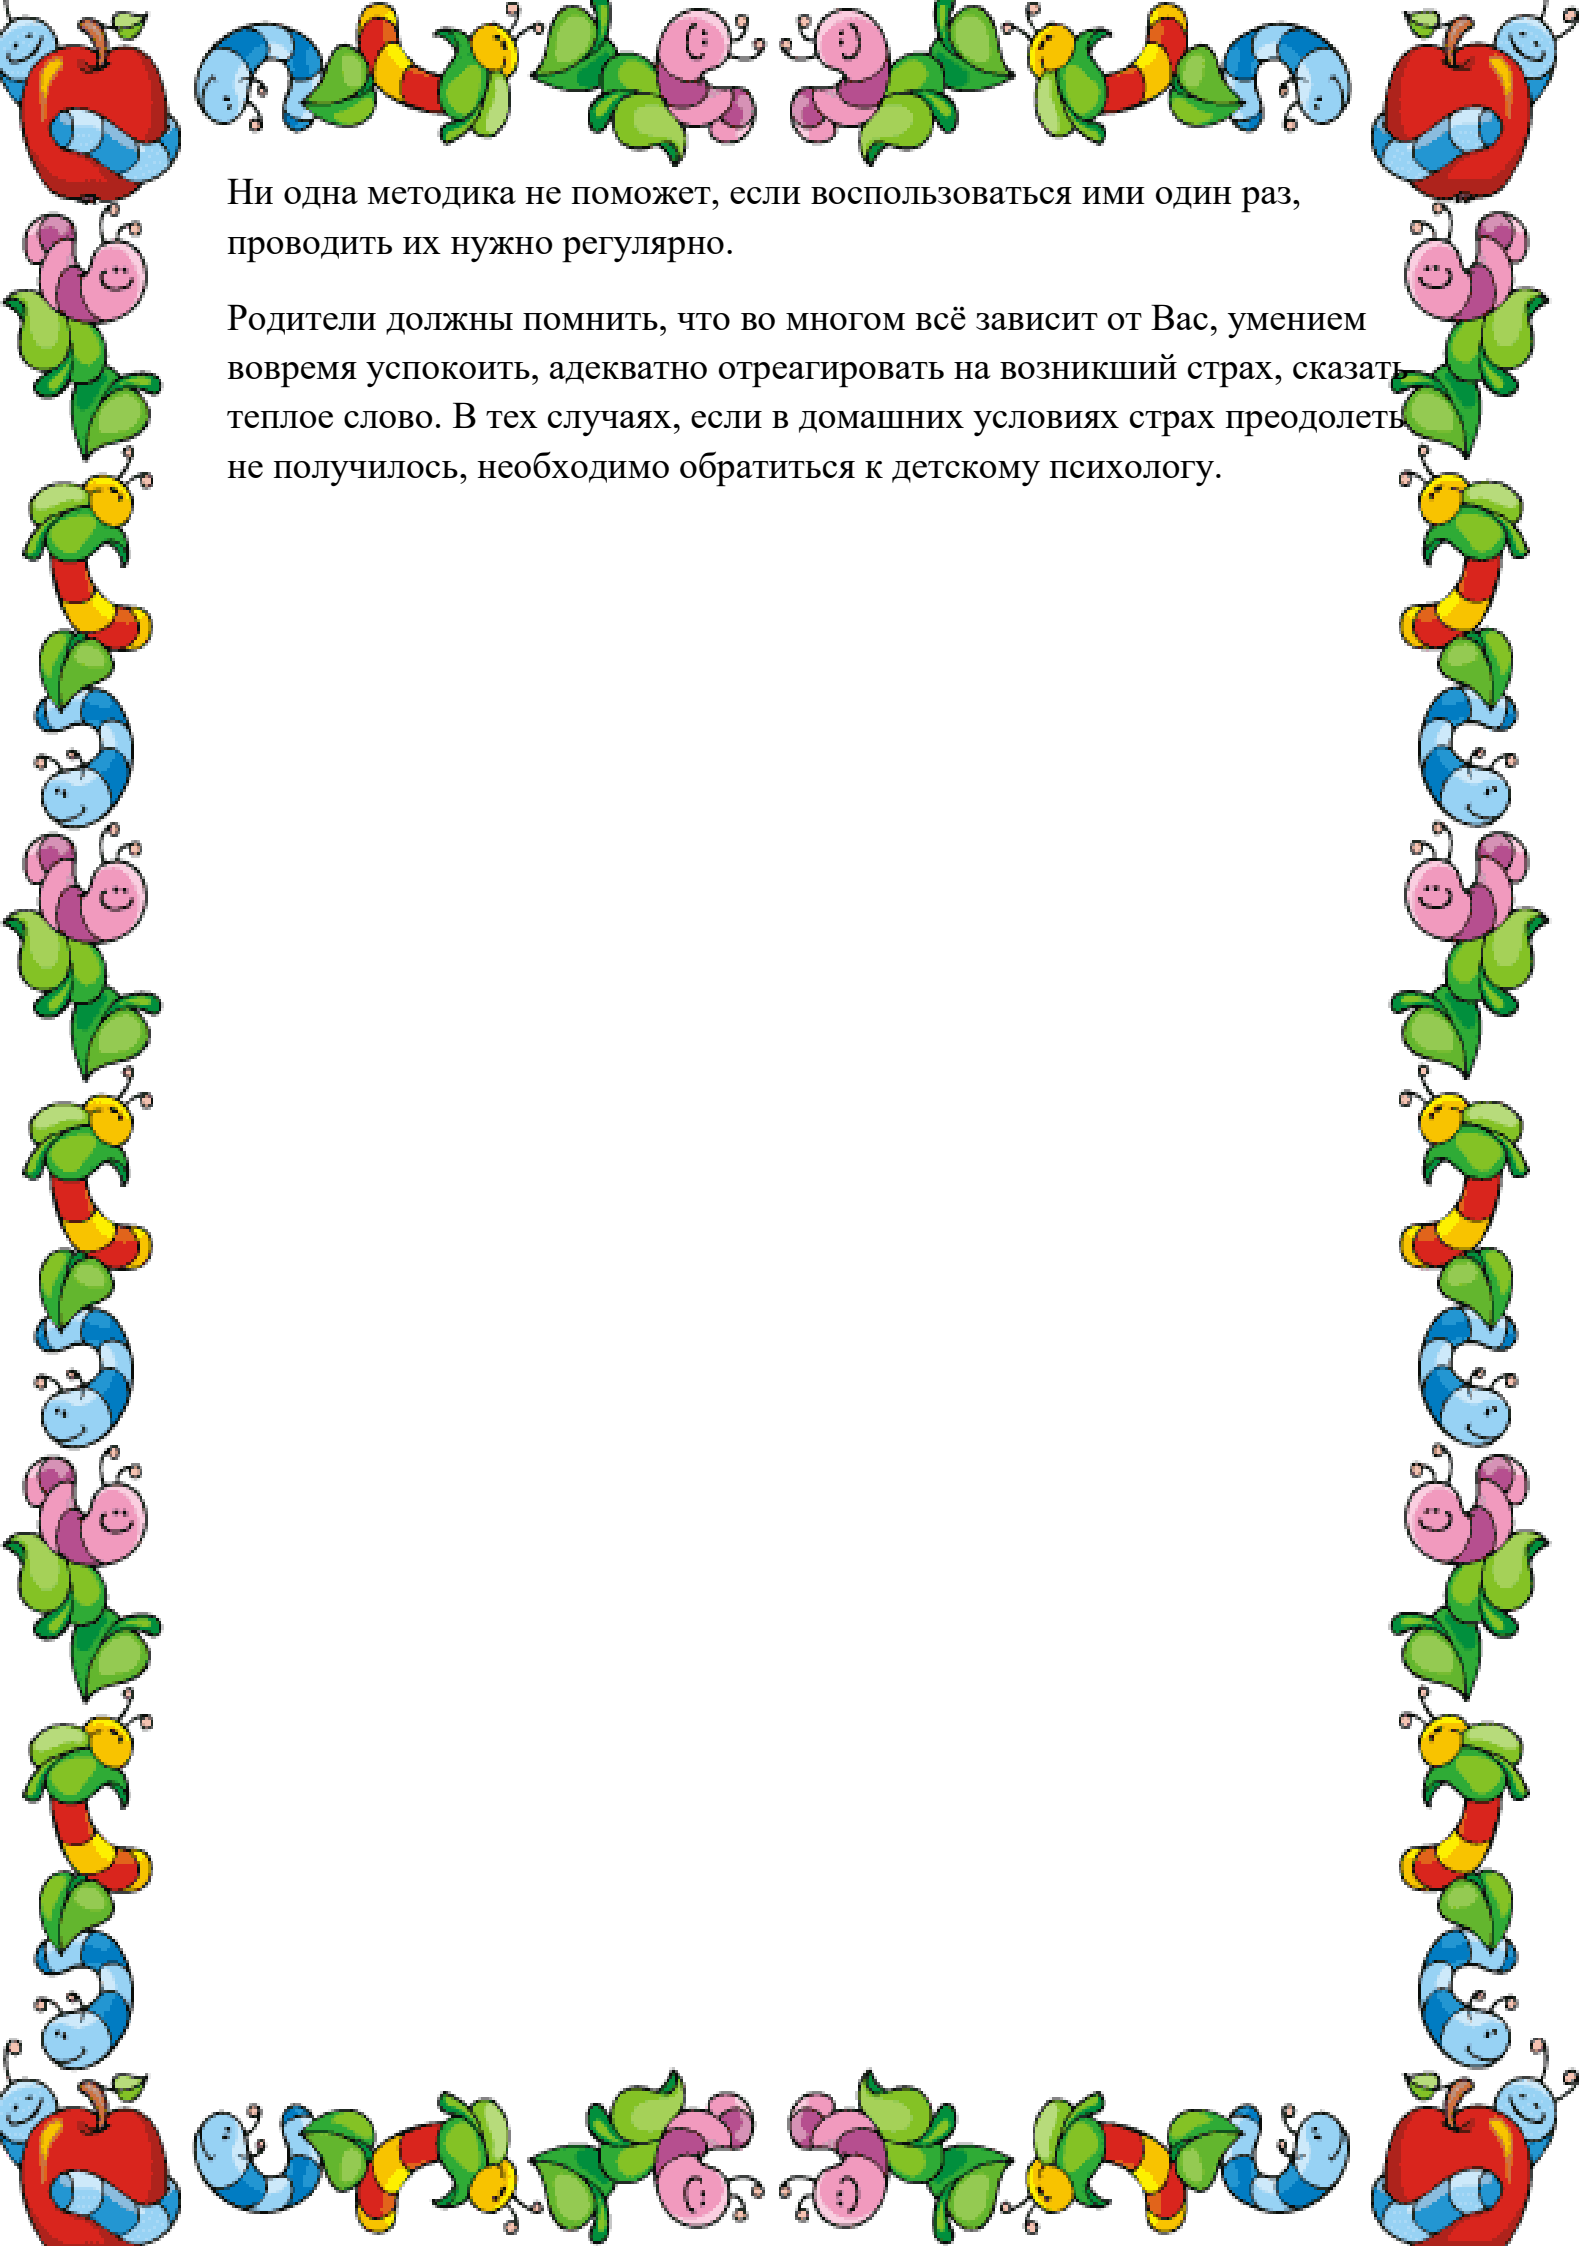 Ни одна методика не поможет, если воспользоваться ими один раз,
проводить их нужно регулярно.
Родители должны помнить, что во многом всё зависит от Вас, умением
вовремя успокоить, адекватно отреагировать на возникший страх, сказать
теплое слово. В тех случаях, если в домашних условиях страх преодолеть
не получилось, необходимо обратиться к детскому психологу.